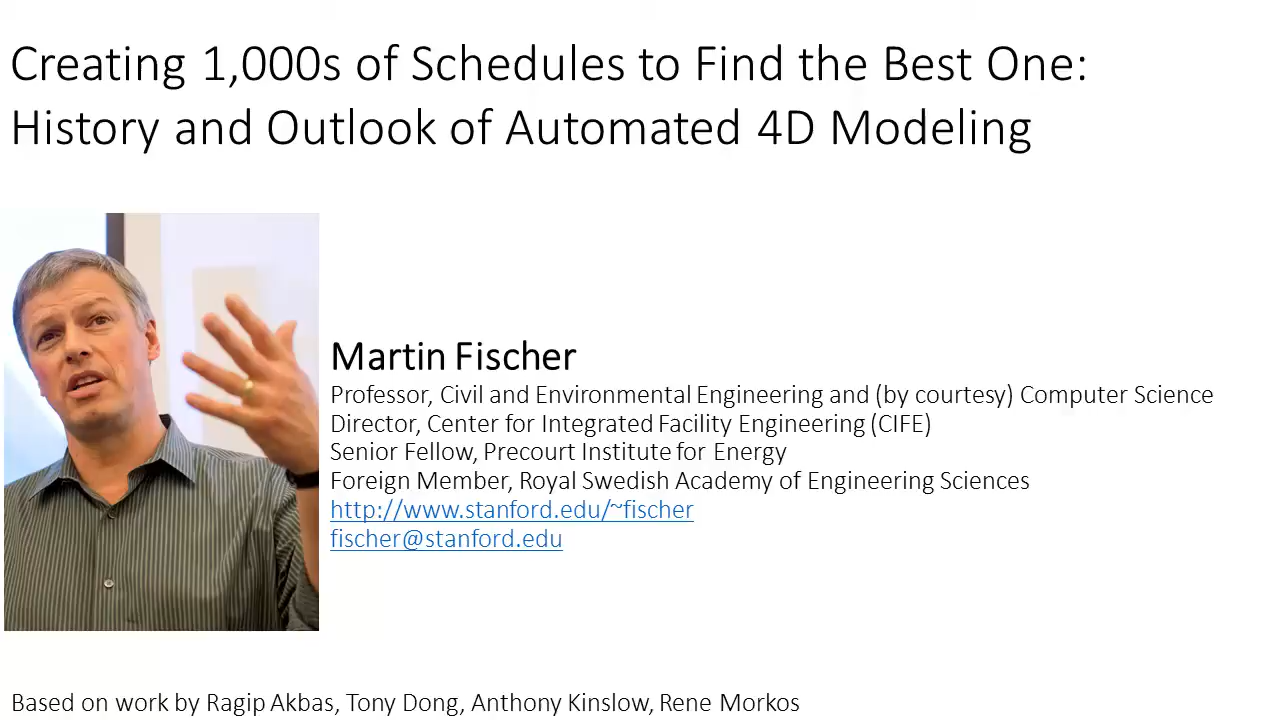 Creating 1,000s of Schedules to Find the Best One:
History and Outlook of Automated 4D Modeling
Martin Fischer
Professor, Civil and Environmental Engineering and (by courtesy) Computer Science
Director, Center for Integrated Facility Engineering (CIFE)
Senior Fellow, Precourt Institute for Energy
Foreign Member, Royal Swedish Academy of Engineering Sciences
http://www.stanford.edu/~fischer
fischer@stanford.edu
Based on work by Ragip Akbas, Tony Dong, Anthony Kinslow, Rene Morkos